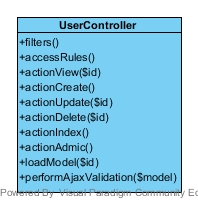 UserController
+filters()
+accessRules()
+actionView($id)
+actionCreate()
+actionUpdate($id)
+actionDelete($id)
+actionIndex()
+actionAdmic()
+loadModel($id)
+performAjaxValidation($model)
Powered By Visual Paradigm Community Ed